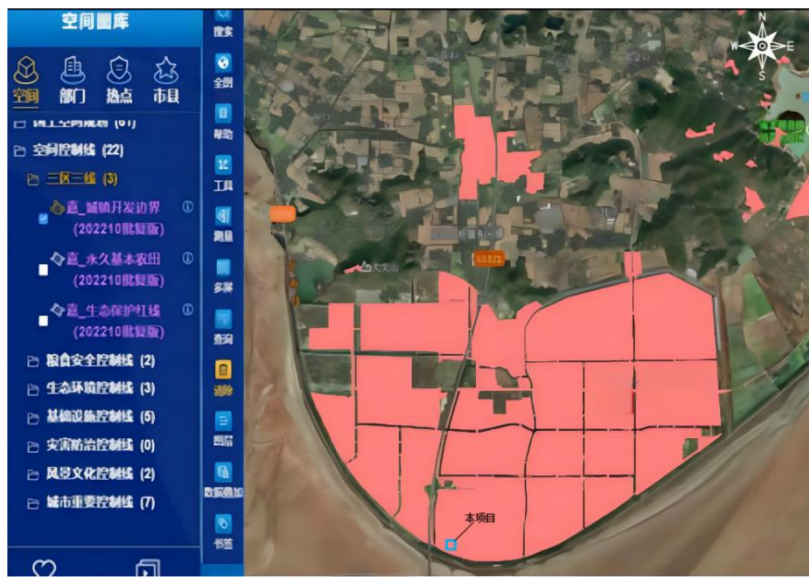 空间图库
空间
部门
热点
市县
国土空间规划 (61)
空间控制线 (22)
三区三线 (3)
嘉_城镇开发边界
(202210批复版)
嘉_永久基本农田
(202210批复版)
嘉_生态保护红线
(202210批复版)
粮食安全控制线 (2)
生态环境控制线 (3)
基础设施控制线 (5)
灾害防治控制线 (0)
风景文化控制线 (2)
城市重要控制线 (7)
搜索
全图
帮助
工具
测量
多屏
查询
清除
图层
数据叠加
书签
N
W
E
S
本项目